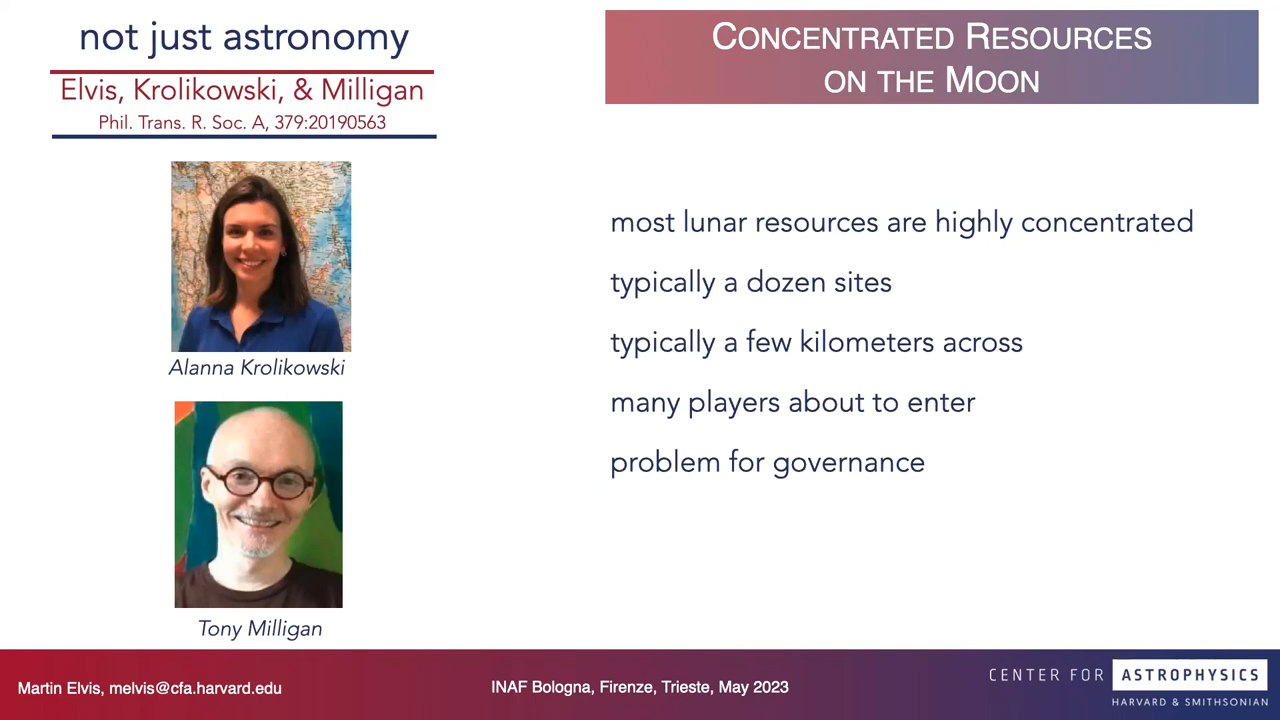 not just astronomy
Elvis, Krolikowski, & Milligan
Phil. Trans. R. Soc. A, 379:20190563
Alanna Krolikowski
Tony Milligan
CONCENTRATED RESOURCES
ON THE MOON
most lunar resources are highly concentrated
typically a dozen sites
typically a few kilometers across
many players about to enter
problem for governance
Martin Elvis, melvis@cfa.harvard.edu
INAF Bologna, Firenze, Trieste, May 2023
CENTER FOR ASTROPHYSICS
HARVARD & SMITHSONIAN